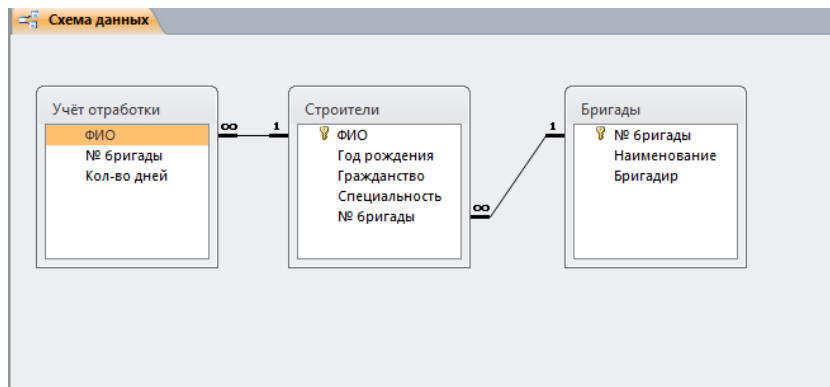 Схема данных
Учёт отработки
ФИО
№ бригады
Кол-во дней
∞
1
Строители
ФИО
Год рождения
Гражданство
Специальность
№ бригады
∞
1
Бригады
№ бригады
Наименование
Бригадир